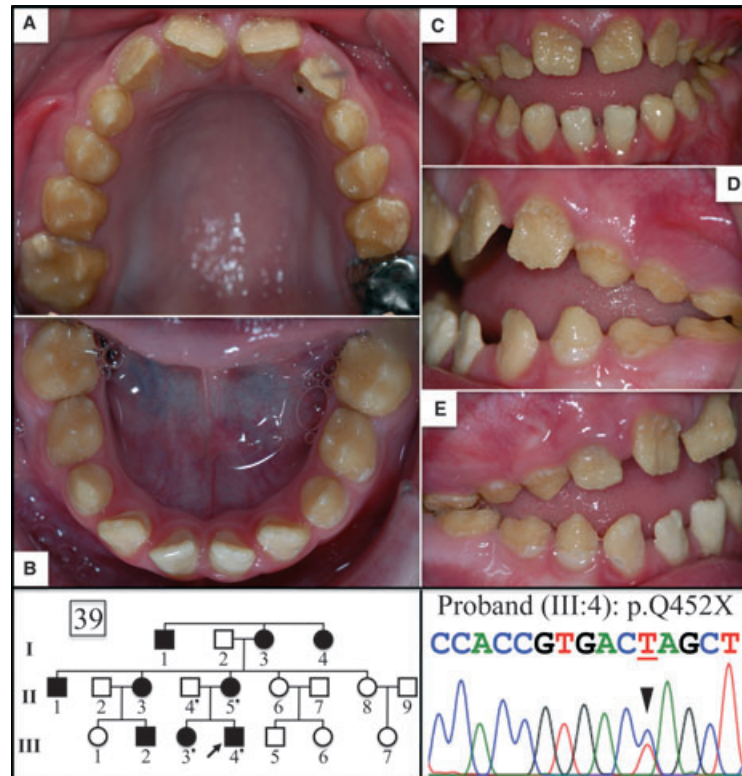 A
C
D
B
E
39
I
1 2 3 4
II
1 2 3 4* 5* 6 7 8 9
III
1 2 3* 4* 5 6 7
Proband (III:4): p.Q452X
CCACCGTGACTAGCT